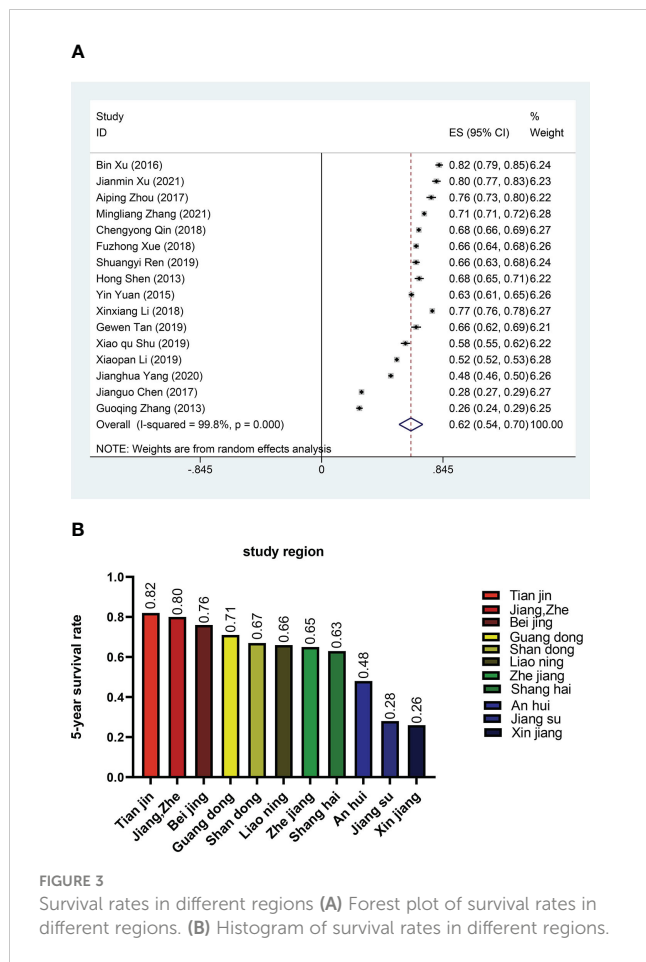 A
Study %
ID ES (95% CI) Weight
Bin Xu (2016) 0.82 (0.79, 0.85) 6.24
Jianmin Xu (2021) 0.80 (0.77, 0.83) 6.23
Aiping Zhou (2017) 0.76 (0.73, 0.80) 6.22
Mingliang Zhang (2021) 0.71 (0.71, 0.72) 6.28
Chengyong Qin (2018) 0.68 (0.66, 0.69) 6.27
Fuzhong Xue (2018) 0.66 (0.64, 0.68) 6.26
Shuangyi Ren (2019) 0.66 (0.63, 0.68) 6.24
Hong Shen (2013) 0.68 (0.65, 0.71) 6.22
Yin Yuan (2015) 0.63 (0.61, 0.65) 6.26
Xinxiang Li (2018) 0.77 (0.76, 0.78) 6.27
Gewen Tan (2019) 0.66 (0.62, 0.69) 6.21
Xiao qu Shu (2019) 0.58 (0.55, 0.62) 6.22
Xiaopan Li (2019) 0.52 (0.52, 0.53) 6.28
Jianghua Yang (2020) 0.48 (0.46, 0.50) 6.26
Jianguo Chen (2017) 0.28 (0.27, 0.29) 6.27
Guoqing Zhang (2013) 0.26 (0.24, 0.29) 6.25
Overall (I-squared = 99.8%, p = 0.000) 0.62 (0.54, 0.70) 100.00
NOTE: Weights are from random effects analysis
-.845 0 .845
B
study region
5-year survival rate
1.0
0.8
0.6
0.4
0.2
0.0
0.82
0.80
0.76
0.71
0.67
0.66
0.65
0.63
0.48
0.28
0.26
Tian jin
Jiang,Zhe
Bei jing
Guang dong
Shan dong
Liao ning
Zhe jiang
Shang hai
An hui
Jiang su
Xin jiang
Tian jin
Jiang,Zhe
Bei jing
Guang dong
Shan dong
Liao ning
Zhe jiang
Shang hai
An hui
Jiang su
Xin jiang
FIGURE 3
Survival rates in different regions (A) Forest plot of survival rates in
different regions. (B) Histogram of survival rates in different regions.